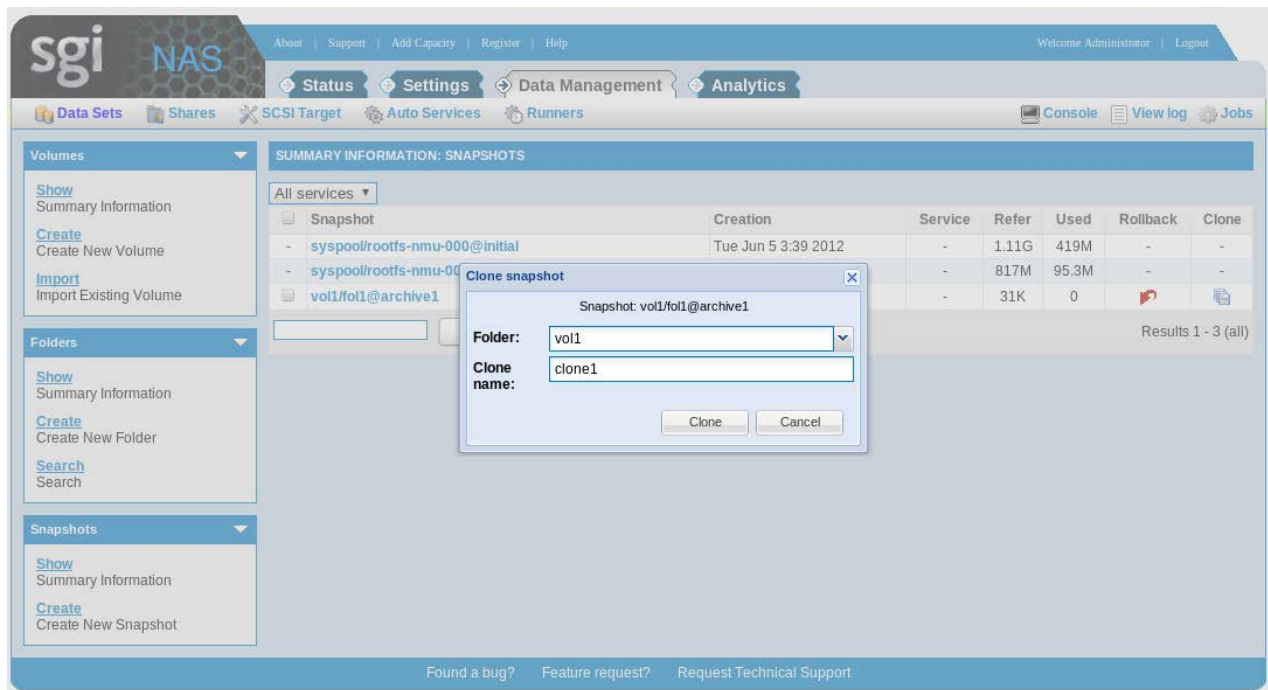 sgi NAS
About | Support | Add Capacity | Register | Help
Welcome Administrator | Logout
Status Settings Data Management Analytics
Data Sets Shares SCSI Target Auto Services Runners
Console View log Jobs
Volumes
Show
Summary Information
Create
Create New Volume
Import
Import Existing Volume
Folders
Show
Summary Information
Create
Create New Folder
Search
Search
Snapshots
Show
Summary Information
Create
Create New Snapshot
SUMMARY INFORMATION: SNAPSHOTS
All services
Snapshot Creation Service Refer Used Rollback Clone
- syspool/rootfs-nmu-000@initial Tue Jun 5 3:39 2012 - 1.11G 419M - -
- syspool/rootfs-nmu-00 - 817M 95.3M - -
vol1/fol1@archive1 - 31K 0
Results 1 - 3 (all)
Clone snapshot
Snapshot: vol1/fol1@archive1
Folder: vol1
Clone name: clone1
Clone Cancel
Found a bug? Feature request? Request Technical Support